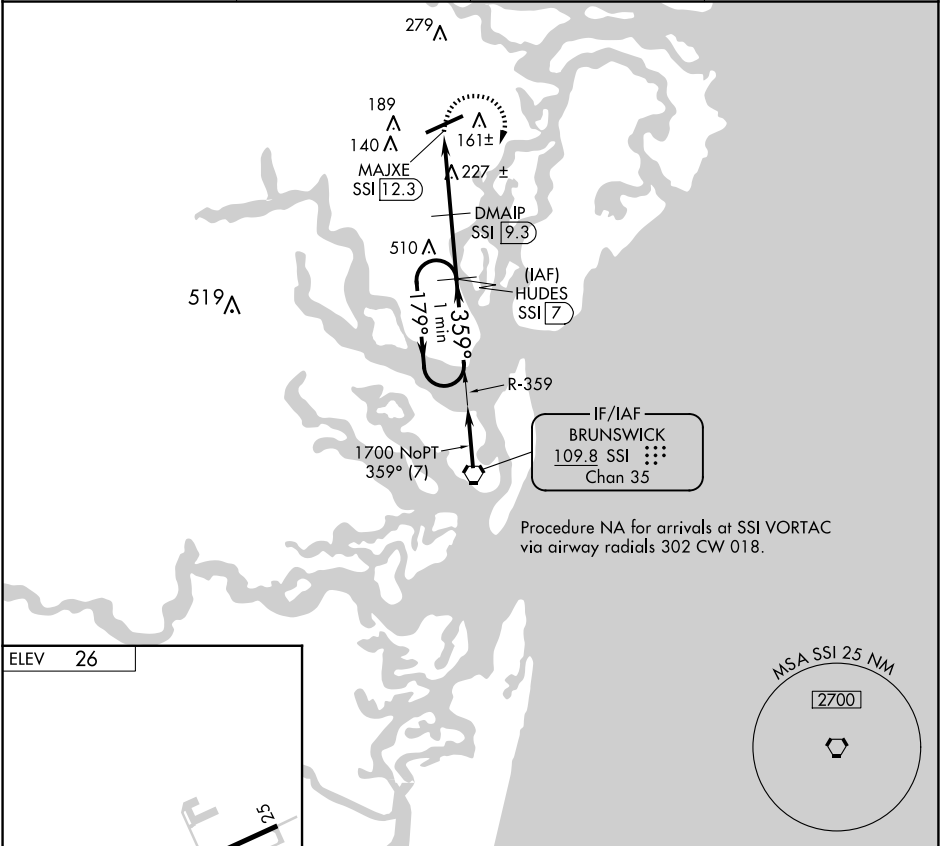 279
189
140
161±
MAJXE
SSI 12.3
227 ±
DMAIP
SSI 9.3
510
(IAF)
HUDES
SSI 7
519
179°
1 min
359°
R-359
IF/IAF
BRUNSWICK
109.8 SSI
Chan 35
1700 NoPT
359° (7)
Procedure NA for arrivals at SSI VORTAC
via airway radials 302 CW 018.
ELEV 26
25
MSA SSI 25 NM
2700